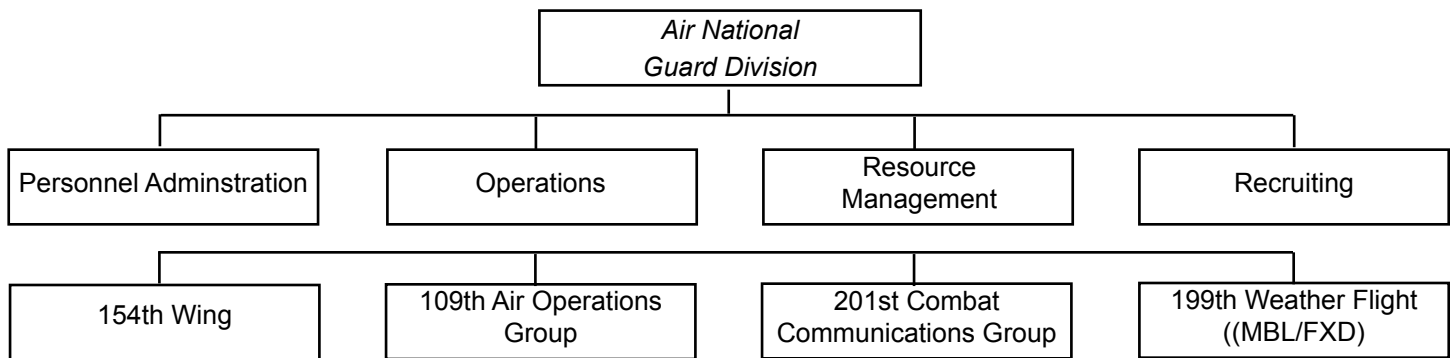 Air National
Guard Division
Personnel Adminstration
Operations
Resource
Management
Recruiting
154th Wing
109th Air Operations
Group
201st Combat
Communications Group
199th Weather Flight
((MBL/FXD)